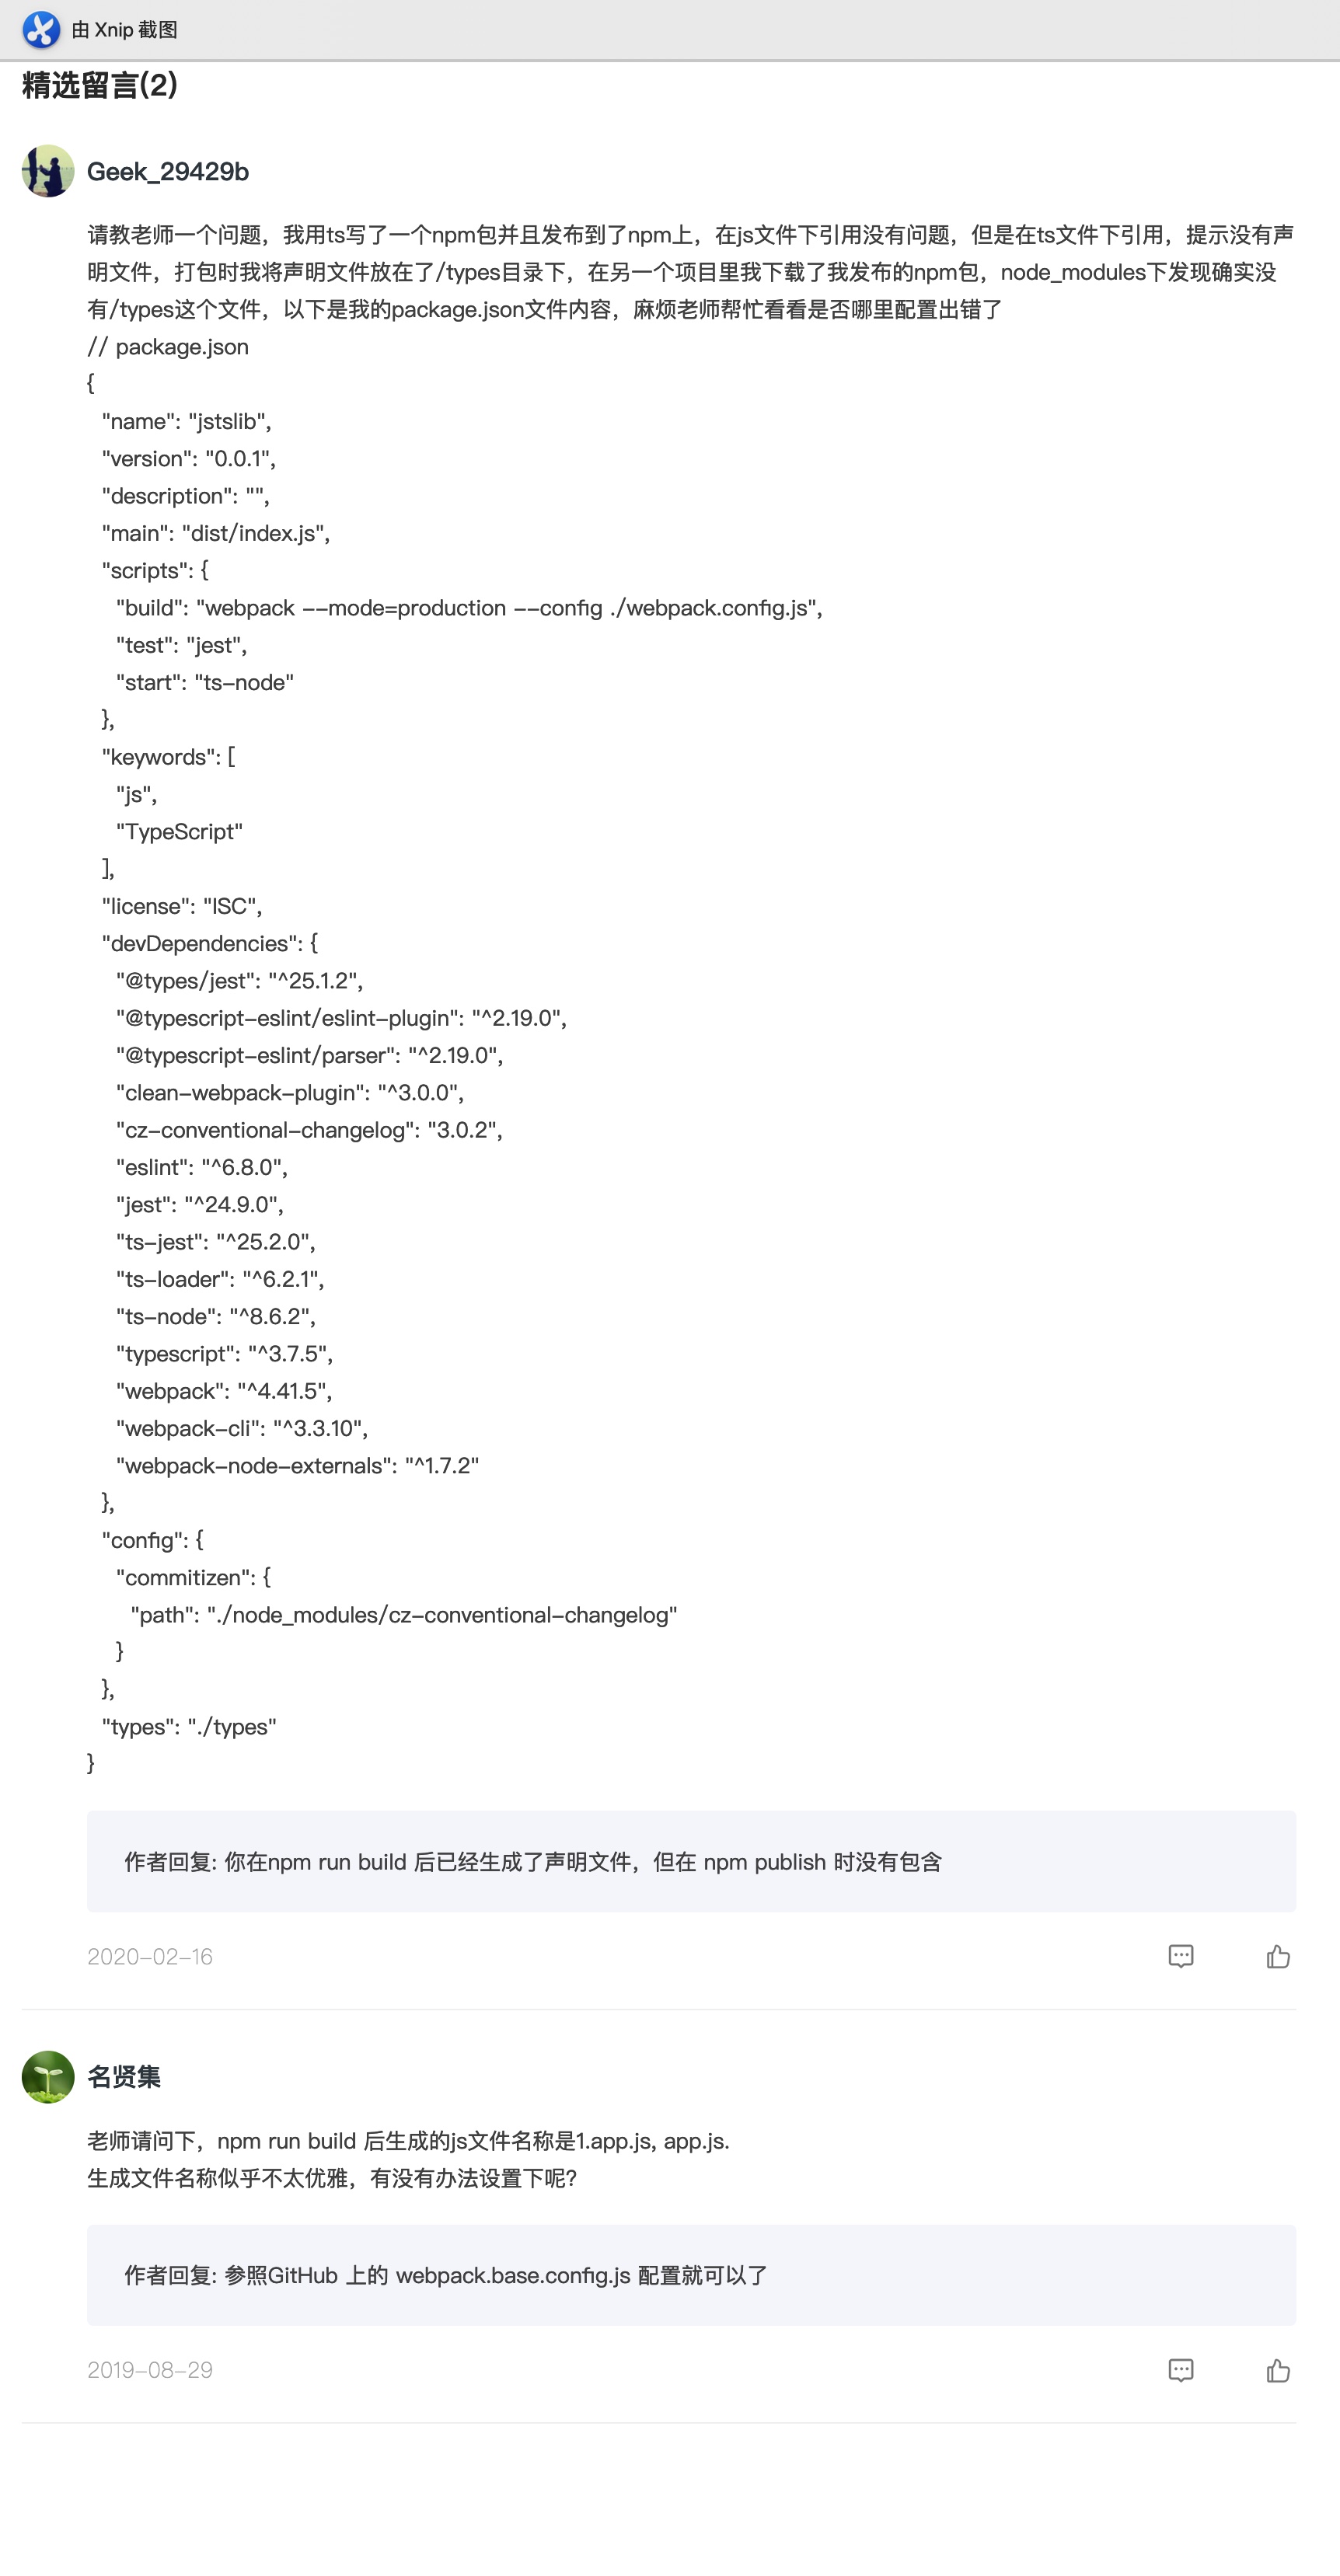 由 Xnip 截图
精选留言(2)
Geek_29429b
请教老师一个问题，我用ts写了一个npm包并且发布到了npm上，在js文件下引用没有问题，但是在ts文件下引用，提示没有声
明文件，打包时我将声明文件放在了/types目录下，在另一个项目里我下载了我发布的npm包，node_modules下发现确实没
有/types这个文件，以下是我的package.json文件内容，麻烦老师帮忙看看是否哪里配置出错了
// package.json
{
"name": "jstslib",
"version": "0.0.1",
"description": "",
"main": "dist/index.js",
"scripts": {
"build": "webpack --mode=production --config ./webpack.config.js",
"test": "jest",
"start": "ts-node"
},
"keywords": [
"js",
"TypeScript"
],
"license": "ISC",
"devDependencies": {
"@types/jest": "^25.1.2",
"@typescript-eslint/eslint-plugin": "^2.19.0",
"@typescript-eslint/parser": "^2.19.0",
"clean-webpack-plugin": "^3.0.0",
"cz-conventional-changelog": "3.0.2",
"eslint": "^6.8.0",
"jest": "^24.9.0",
"ts-jest": "^25.2.0",
"ts-loader": "^6.2.1",
"ts-node": "^8.6.2",
"typescript": "^3.7.5",
"webpack": "^4.41.5",
"webpack-cli": "^3.3.10",
"webpack-node-externals": "^1.7.2"
},
"config": {
"commitizen": {
"path": "./node_modules/cz-conventional-changelog"
}
},
"types": "./types"
}
作者回复: 你在npm run build 后已经生成了声明文件，但在 npm publish 时没有包含
2020-02-16
名贤集
老师请问下，npm run build 后生成的js文件名称是1.app.js, app.js.
生成文件名称似乎不太优雅，有没有办法设置下呢?
作者回复: 参照GitHub 上的 webpack.base.config.js 配置就可以了
2019-08-29